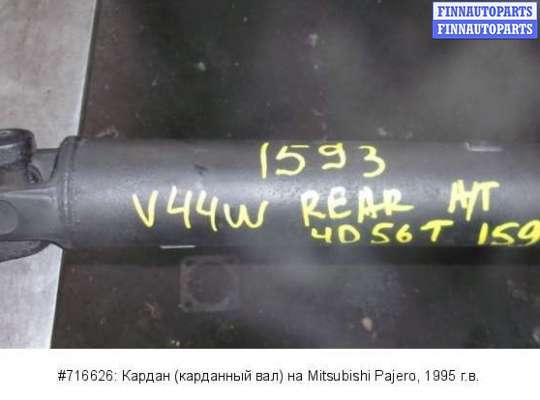 FINNAUTOPARTS
FINNAUTOPARTS
1593
V44W REAR A/T
4D56T 159
#716626: Кардан (карданный вал) на Mitsubishi Pajero, 1995 г.в.